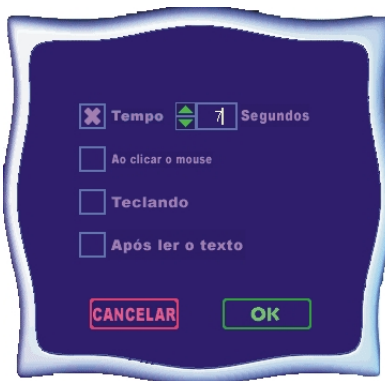 Tempo 7 Segundos
Ao clicar o mouse
Teclando
Após ler o texto
CANCELAR OK